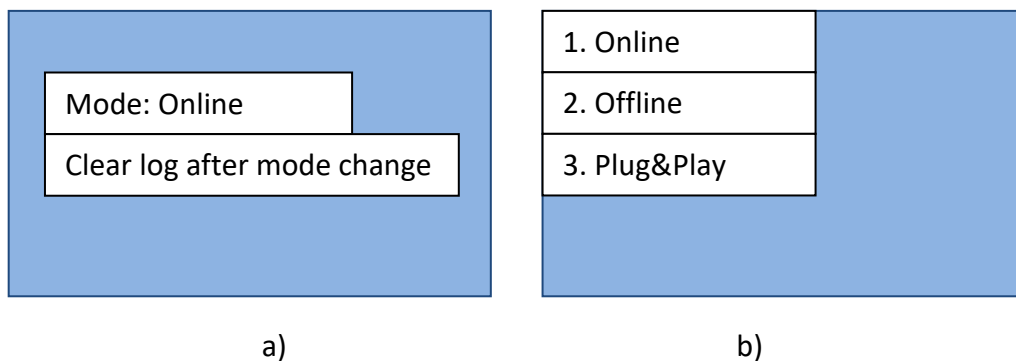 Mode: Online
Clear log after mode change
a)
1. Online
2. Offline
3. Plug&Play
b)